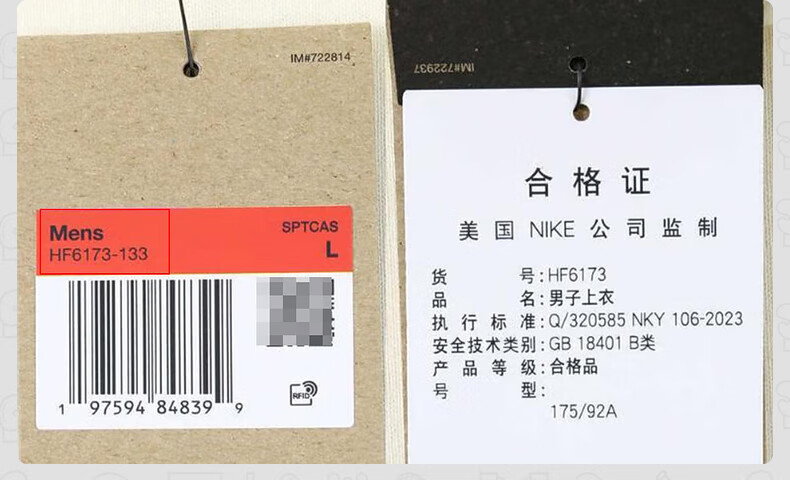 IM#722814
Mens
HF6173-133
SPTCAS
L
1 97594 84839 9
RFID
IM#722937
合格证
美国 NIKE 公司监制
货号:HF6173
品名:男子上衣
执行标准:Q/320585 NKY 106-2023
安全技术类别:GB 18401 B类
产品等级:合格品
号型:
175/92A